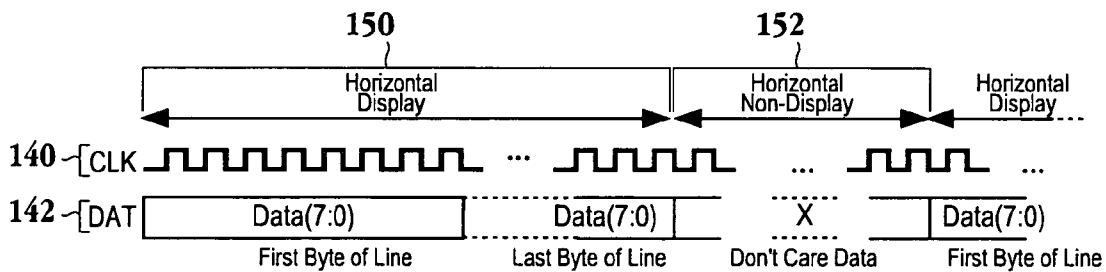 150 152
Horizontal Display Horizontal Non-Display Horizontal Display
140 CLK ... ... ...
142 DAT Data(7:0) Data(7:0) X Data(7:0)
First Byte of Line Last Byte of Line Don't Care Data First Byte of Line